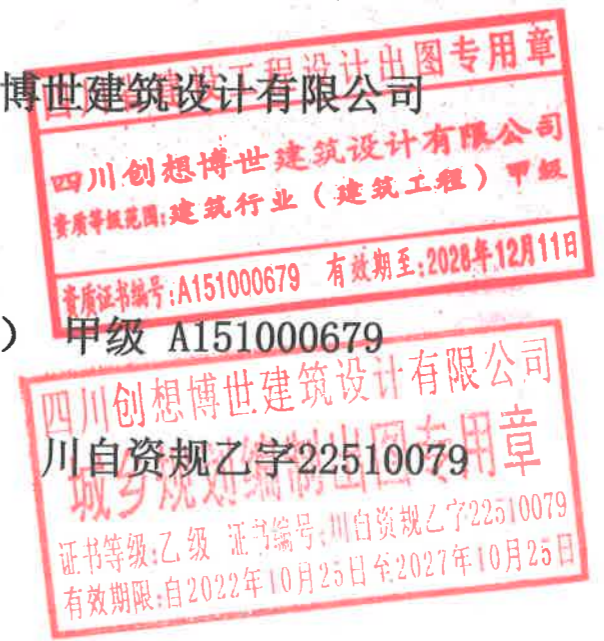 四川省建设工程设计出图专用章
博世建筑设计有限公司
四川创想博世建筑设计有限公司
资质等级范围:建筑行业（建筑工程）甲级
资质证书编号:A151000679 有效期至:2028年12月11日
） 甲级 A151000679
四川创想博世建筑设计有限公司
川自资规乙字22510079
城乡规划编制出图专用章
证书等级:乙级 证书编号:川自资规乙字22510079
有效期限:自2022年10月25日至2027年10月25日